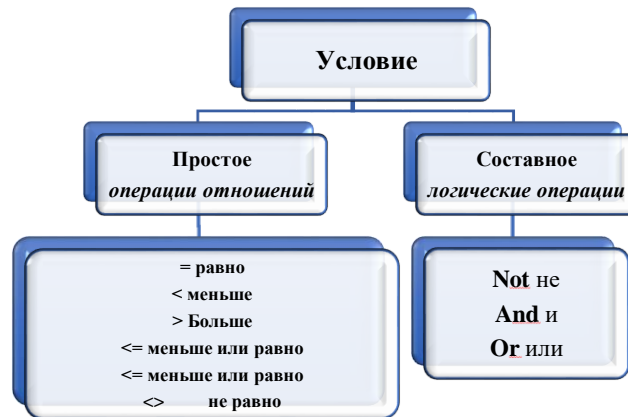 Условие
Простое
операции отношений
Составное
логические операции
= равно
< меньше
> Больше
<= меньше или равно
<= меньше или равно
<> не равно
Not не
And и
Or или